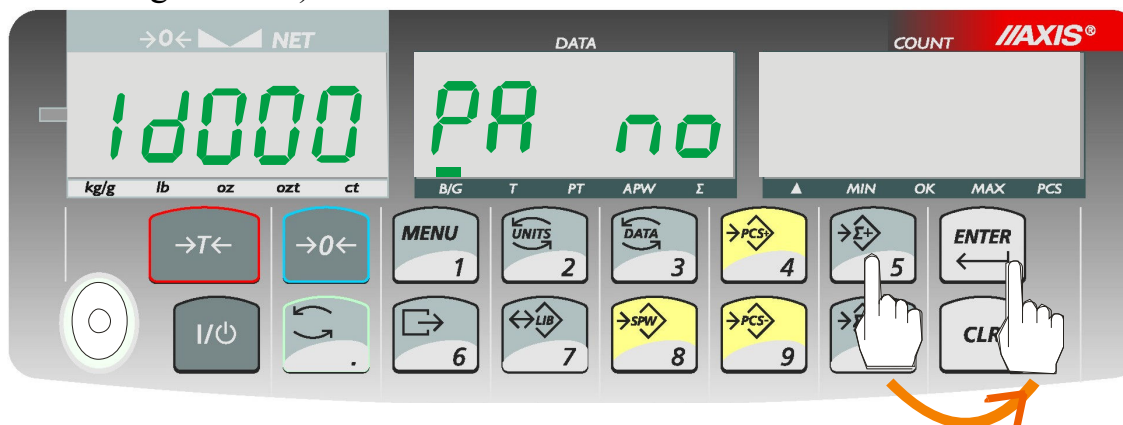 →0← NET DATA COUNT //AXIS®
1d000 PA no
kg/g lb oz ozt ct B/G T PT APW Σ ▲ MIN OK MAX PCS
→T← →0← MENU 1 UNITS 2 DATA 3 →PCS+ 4 →Σ+ 5 ENTER
I/⏻ . 6 ↔LIB 7 →SPW 8 →PCS- 9 CLR